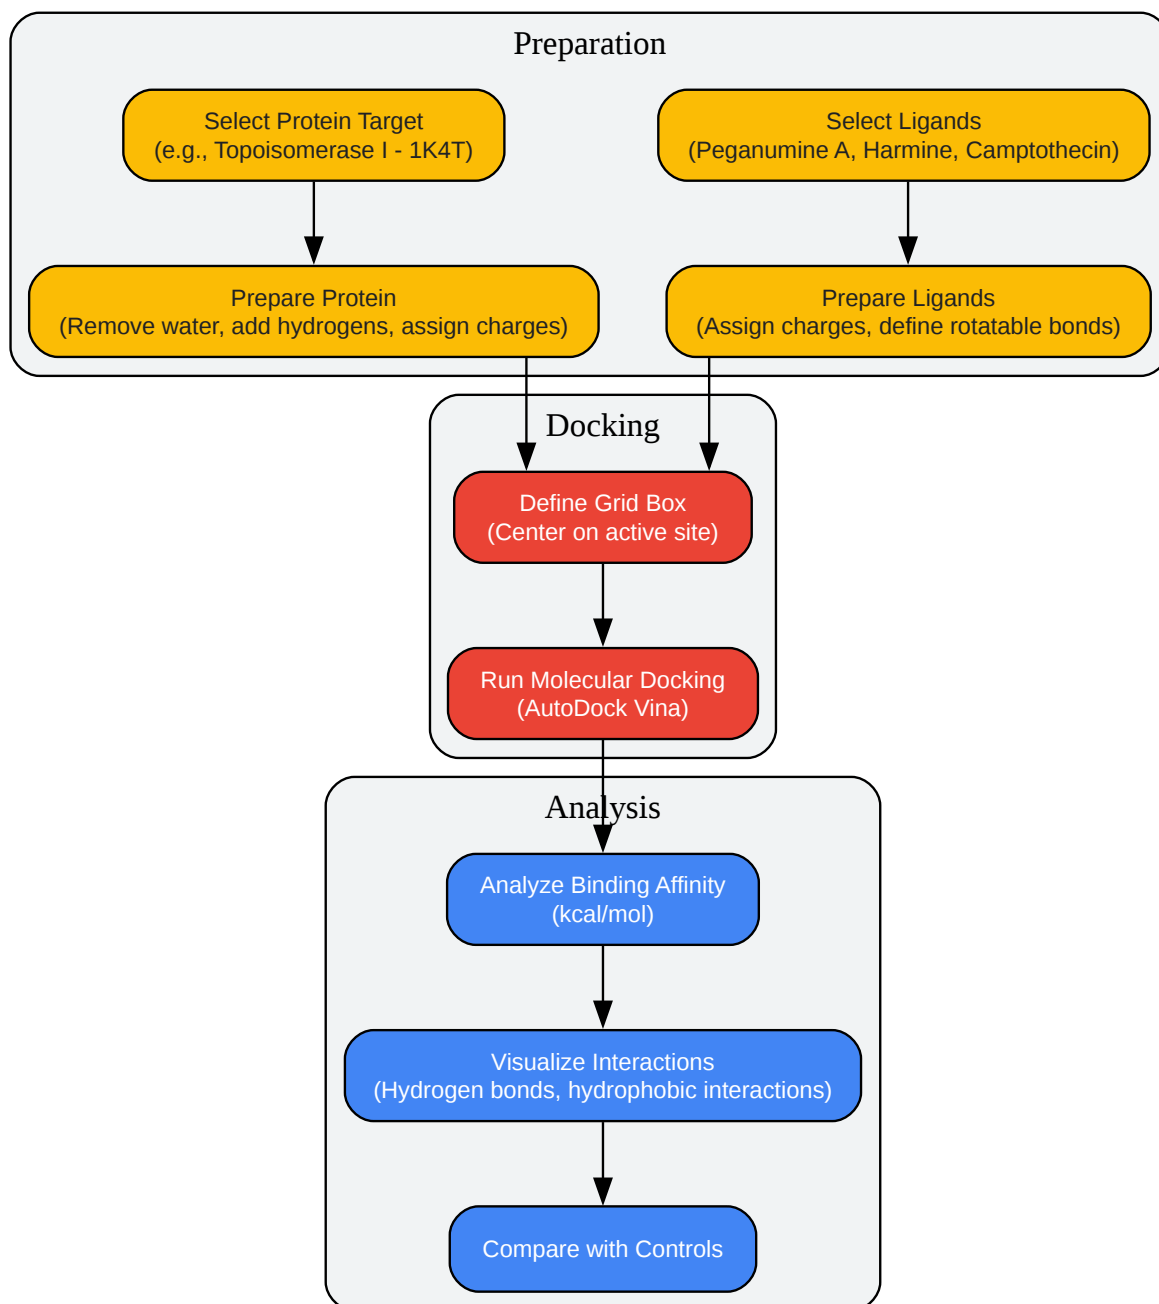 Preparation
Select Protein Target
(e.g., Topoisomerase I - 1K4T)
Select Ligands
(Peganumine A, Harmine, Camptothecin)
Prepare Protein
(Remove water, add hydrogens, assign charges)
Prepare Ligands
(Assign charges, define rotatable bonds)
Docking
Define Grid Box
(Center on active site)
Run Molecular Docking
(AutoDock Vina)
Analysis
Analyze Binding Affinity
(kcal/mol)
Visualize Interactions
(Hydrogen bonds, hydrophobic interactions)
Compare with Controls